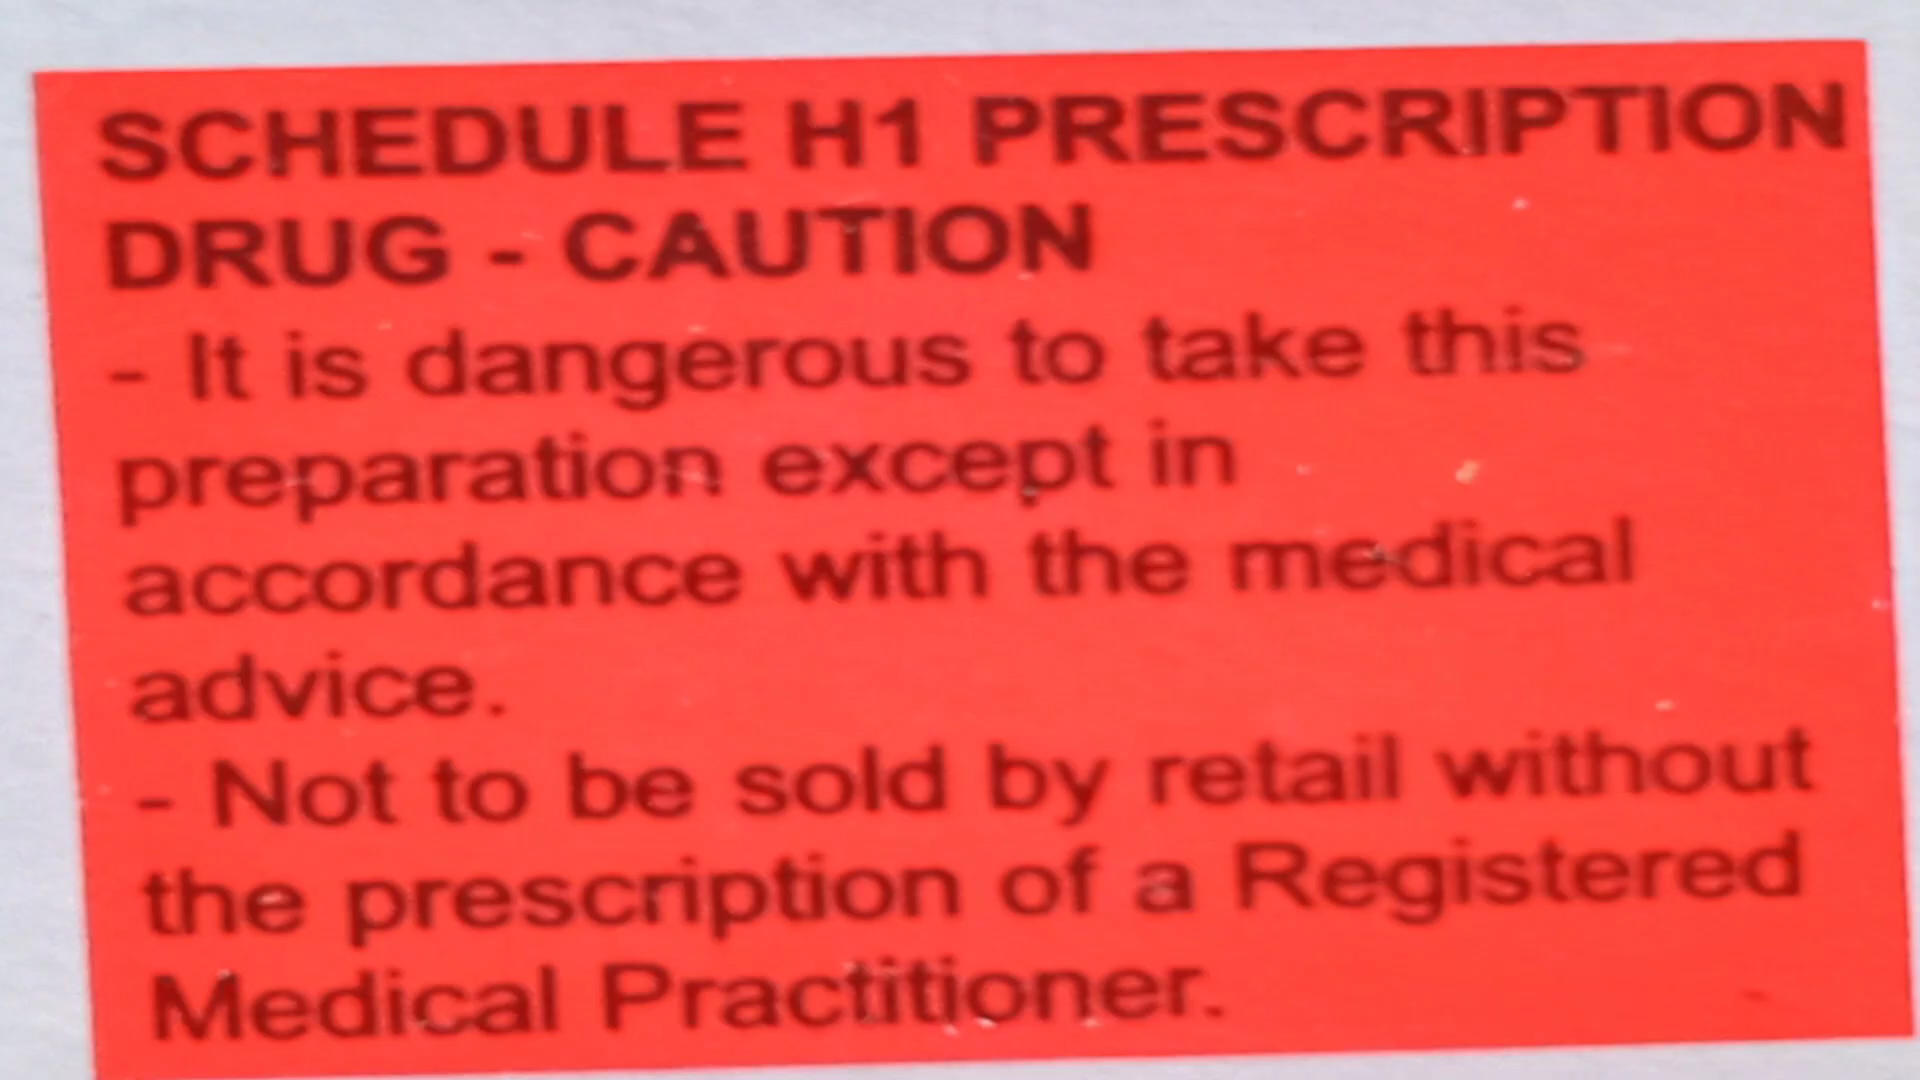 SCHEDULE H1 PRESCRIPTION
DRUG - CAUTION
- It is dangerous to take this
preparation except in
accordance with the medical
advice.
- Not to be sold by retail without
the prescription of a Registered
Medical Practitioner.